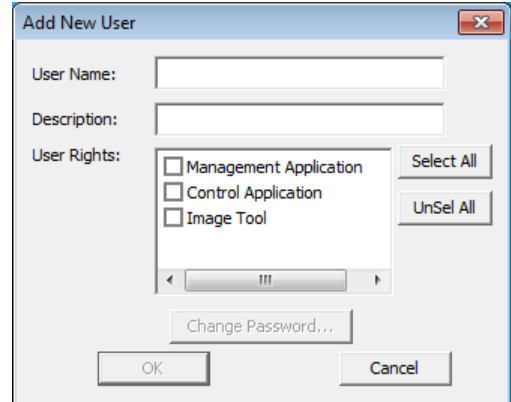 Add New User
User Name:
Description:
User Rights:
Management Application
Select All
Control Application
UnSel All
Image Tool
Change Password...
OK
Cancel